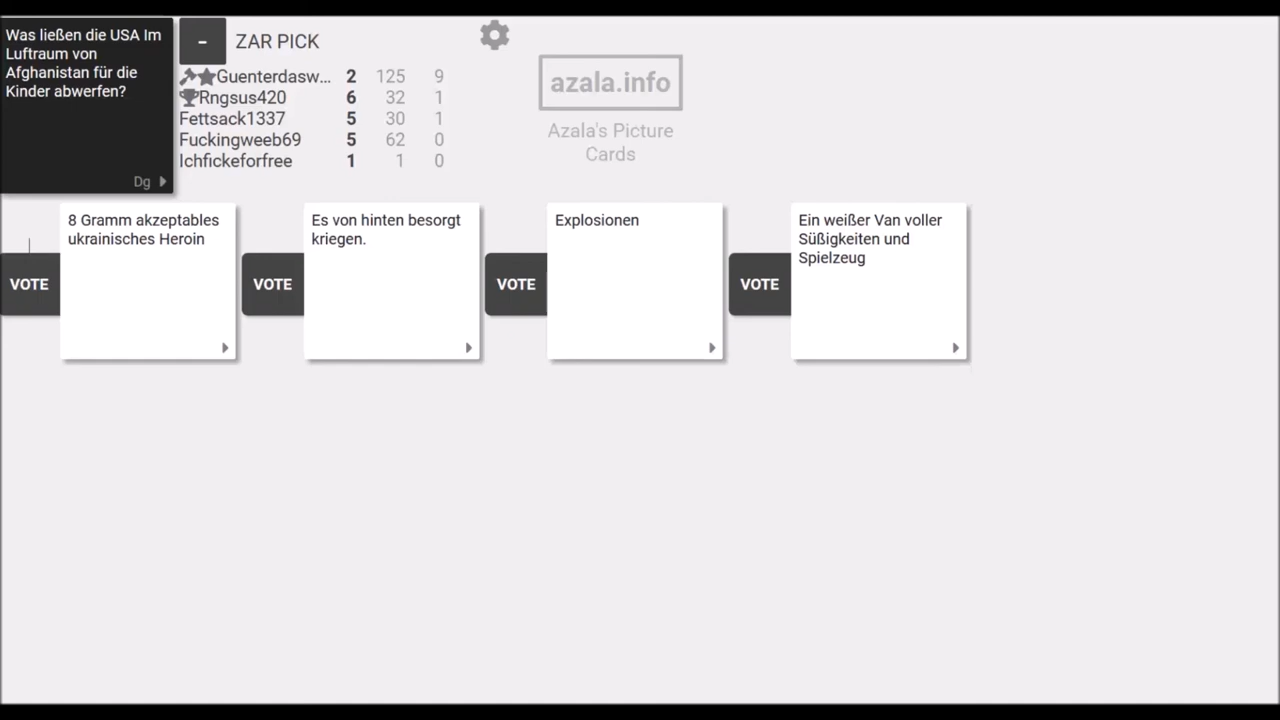 Was ließen die USA Im
Luftraum von
Afghanistan für die
Kinder abwerfen?
Dg
-
ZAR PICK
Guenterdasw... 2 125 9
Rngsus420 6 32 1
Fettsack1337 5 30 1
Fuckingweeb69 5 62 0
Ichfickeforfree 1 1 0
azala.info
Azala's Picture
Cards
VOTE
8 Gramm akzeptables
ukrainisches Heroin
VOTE
Es von hinten besorgt
kriegen.
VOTE
Explosionen
VOTE
Ein weißer Van voller
Süßigkeiten und
Spielzeug